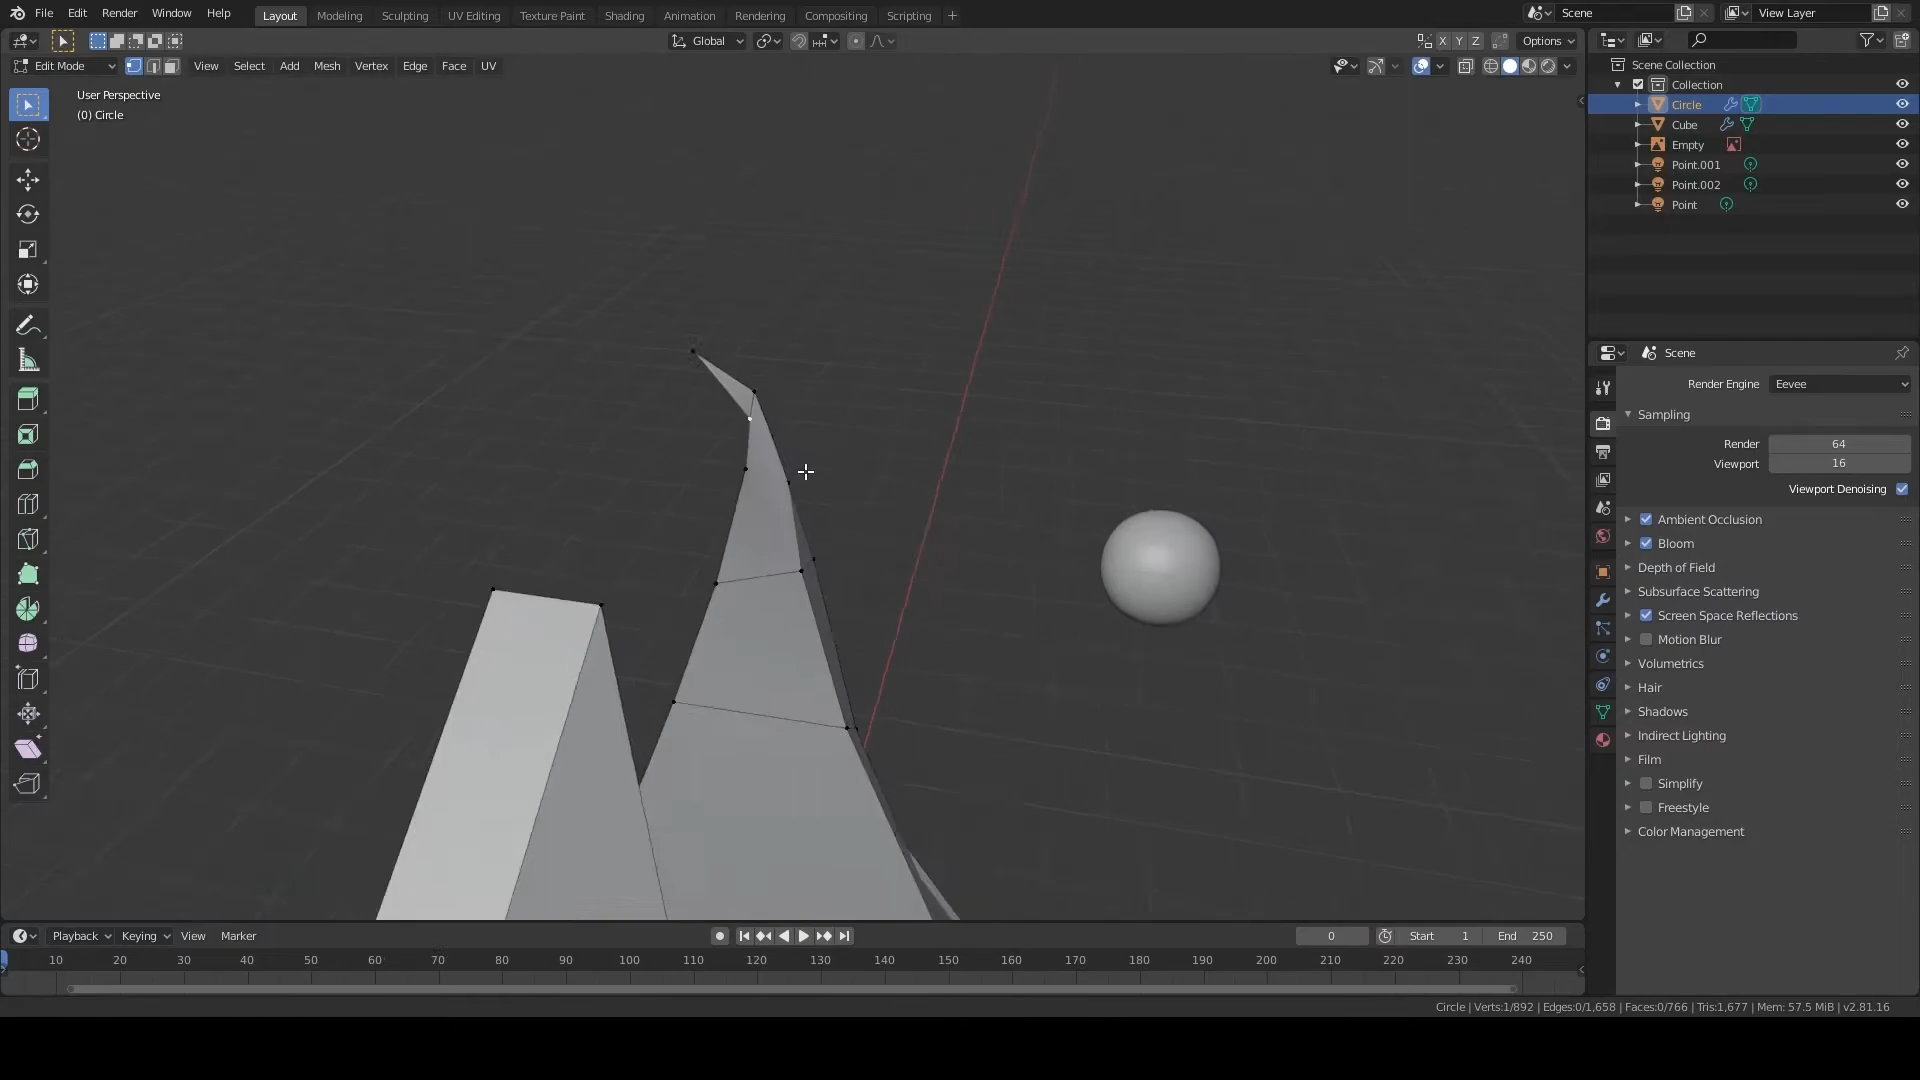 File Edit Render Window Help
Layout Modeling Sculpting UV Editing Texture Paint Shading Animation Rendering Compositing Scripting +
Scene View Layer
Global X Y Z Options
Edit Mode View Select Add Mesh Vertex Edge Face UV
User Perspective
(0) Circle
Scene Collection
Collection
Circle
Cube
Empty
Point.001
Point.002
Point
Scene
Render Engine Eevee
Sampling
Render 64
Viewport 16
Viewport Denoising
Ambient Occlusion
Bloom
Depth of Field
Subsurface Scattering
Screen Space Reflections
Motion Blur
Volumetrics
Hair
Shadows
Indirect Lighting
Film
Simplify
Freestyle
Color Management
Playback Keying View Marker 0 Start 1 End 250
10 20 30 40 50 60 70 80 90 100 110 120 130 140 150 160 170 180 190 200 210 220 230 240
Circle | Verts:1/892 | Edges:0/1,658 | Faces:0/766 | Tris:1,677 | Mem: 57.5 MiB | v2.81.16